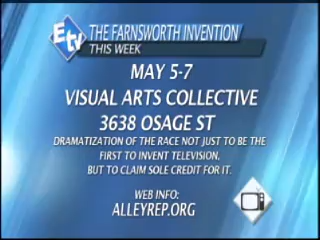 Etv
THE FARNSWORTH INVENTION
THIS WEEK
MAY 5-7
VISUAL ARTS COLLECTIVE
3638 OSAGE ST
DRAMATIZATION OF THE RACE NOT JUST TO BE THE
FIRST TO INVENT TELEVISION,
BUT TO CLAIM SOLE CREDIT FOR IT.
WEB INFO:
ALLEYREP.ORG